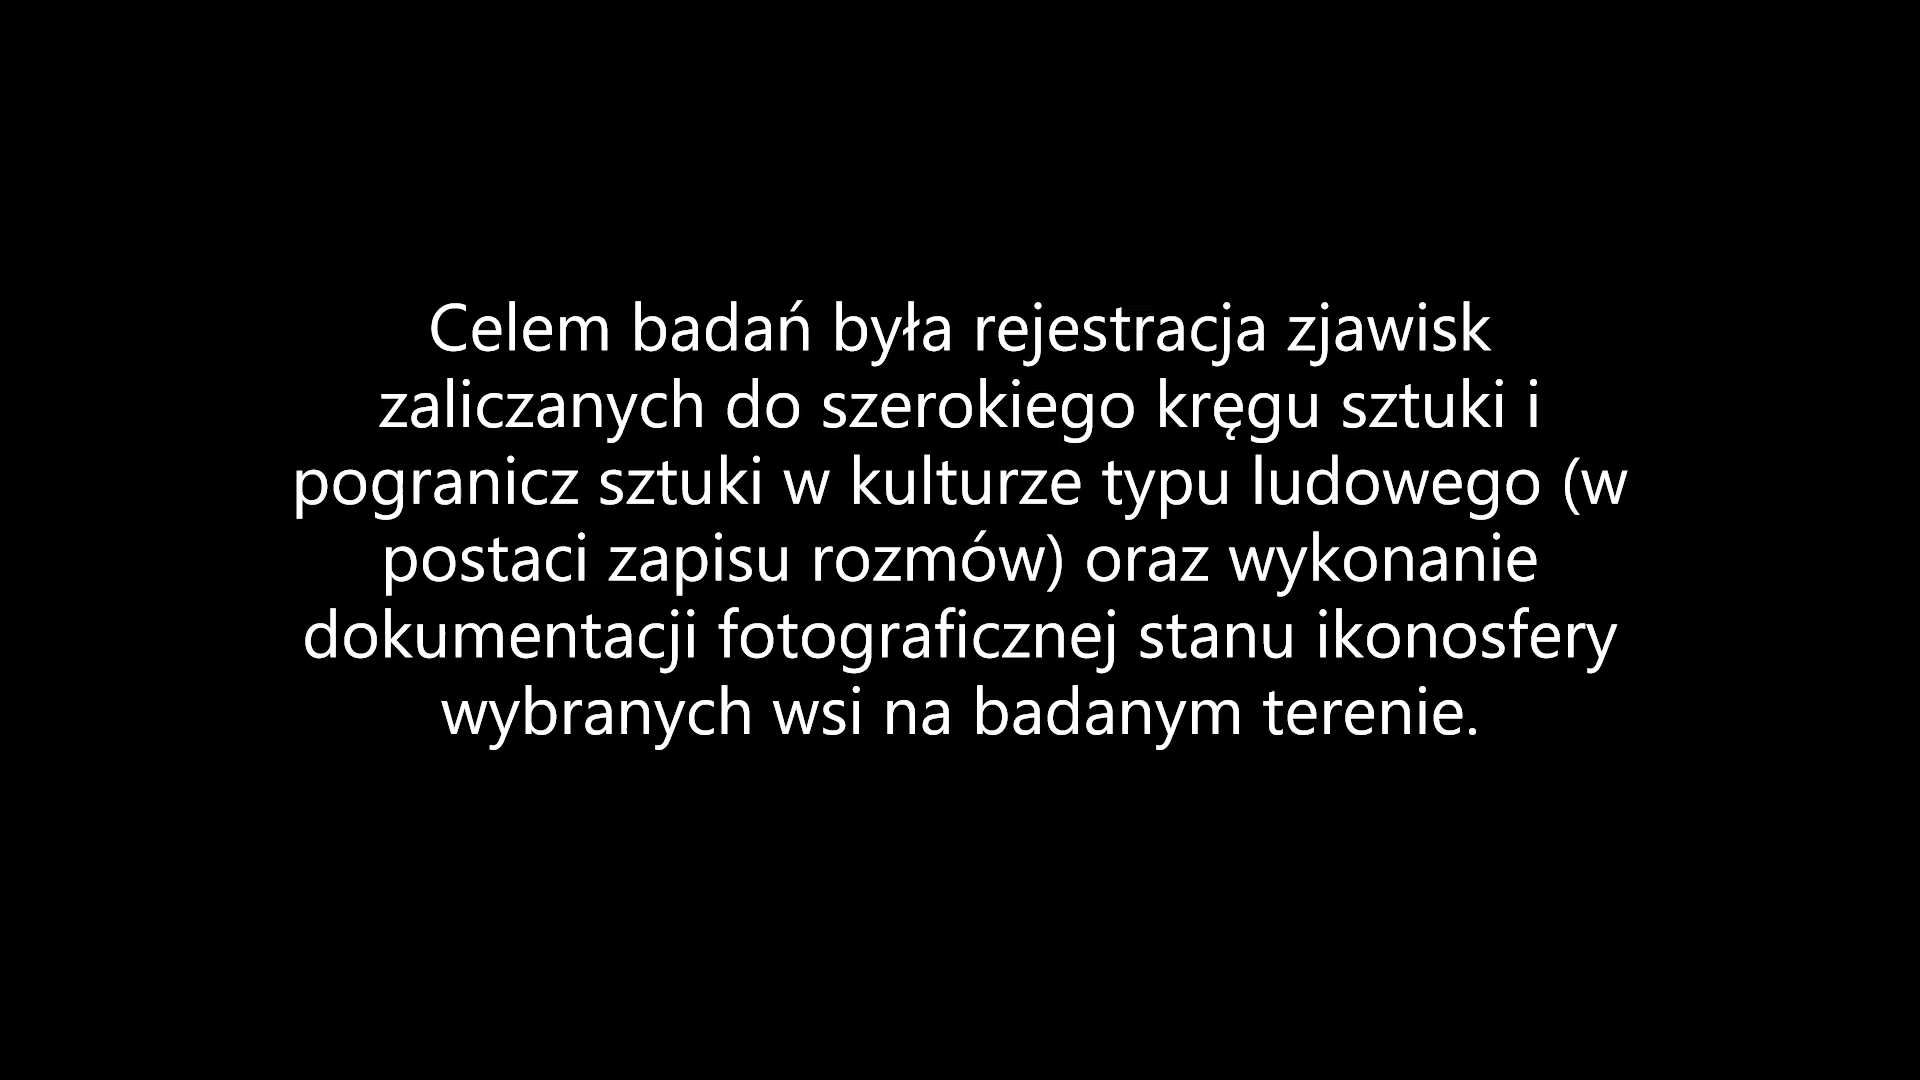 Celem badań była rejestracja zjawisk
zaliczanych do szerokiego kręgu sztuki i
pogranicz sztuki w kulturze typu ludowego (w
postaci zapisu rozmów) oraz wykonanie
dokumentacji fotograficznej stanu ikonosfery
wybranych wsi na badanym terenie.